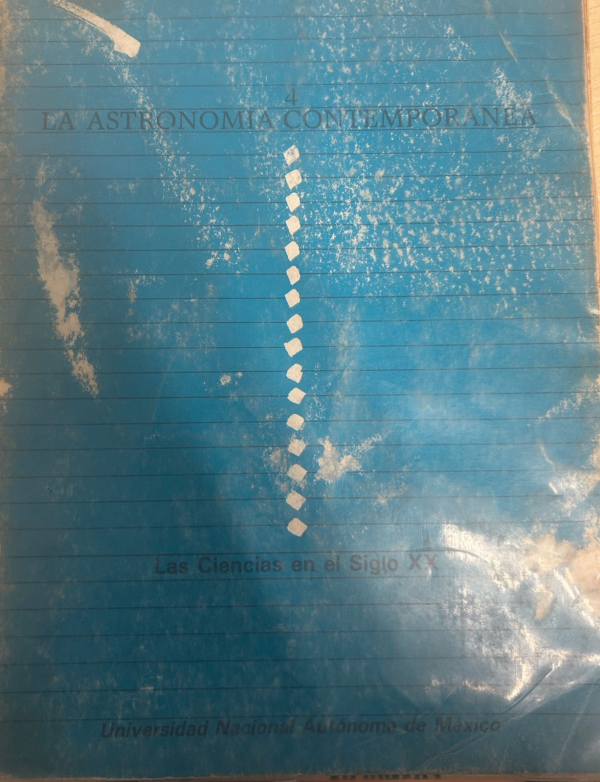 4
LA ASTRONOMIA CONTEMPORANEA
Las Ciencias en el Siglo XX
Universidad Nacional Autónoma de México